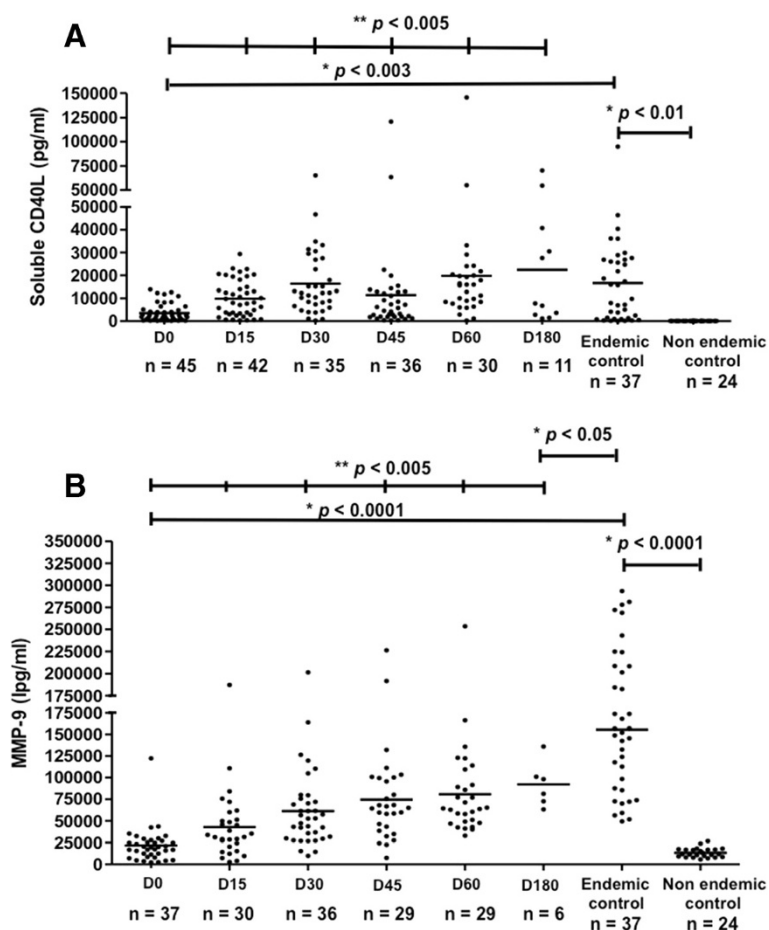 A
** p < 0.005
* p < 0.003
* p < 0.01
Soluble CD40L (pg/ml)
150000
125000
100000
75000
50000
50000
40000
30000
20000
10000
0
D0 D15 D30 D45 D60 D180 Endemic control Non endemic control
n = 45 n = 42 n = 35 n = 36 n = 30 n = 11 n = 37 n = 24
B
* p < 0.05
** p < 0.005
* p < 0.0001
* p < 0.0001
MMP-9 (lpg/ml)
350000
325000
300000
275000
250000
225000
200000
175000
175000
150000
125000
100000
75000
50000
25000
0
D0 D15 D30 D45 D60 D180 Endemic control Non endemic control
n = 37 n = 30 n = 36 n = 29 n = 29 n = 6 n = 37 n = 24